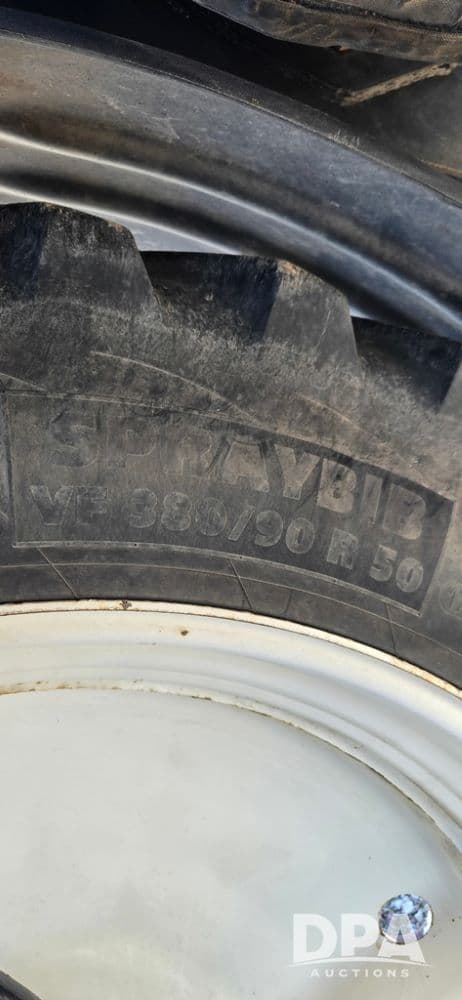 SPRAYBIB
VF 380/90 R 50
DPA
AUCTIONS